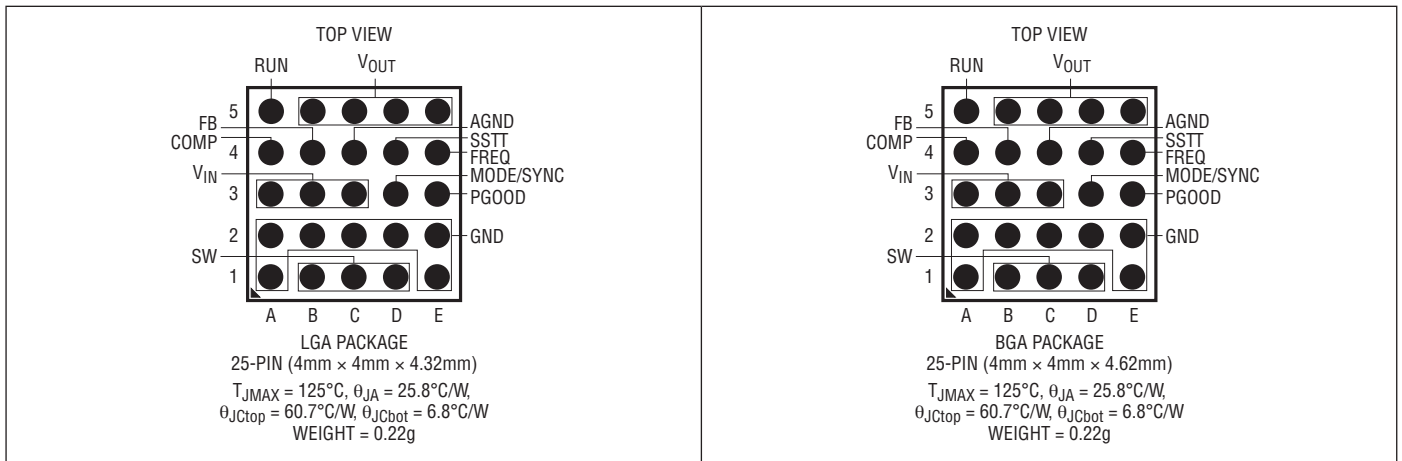 TOP VIEW
RUN
VOUT
5
FB
AGND
COMP
4
SSTT
FREQ
VIN
MODE/SYNC
3
PGOOD
2
GND
SW
1
A B C D E
LGA PACKAGE
25-PIN (4mm × 4mm × 4.32mm)
TJMAX = 125°C, θJA = 25.8°C/W,
θJCtop = 60.7°C/W, θJCbot = 6.8°C/W
WEIGHT = 0.22g
TOP VIEW
RUN
VOUT
5
FB
AGND
COMP
4
SSTT
FREQ
VIN
MODE/SYNC
3
PGOOD
2
GND
SW
1
A B C D E
BGA PACKAGE
25-PIN (4mm × 4mm × 4.62mm)
TJMAX = 125°C, θJA = 25.8°C/W,
θJCtop = 60.7°C/W, θJCbot = 6.8°C/W
WEIGHT = 0.22g